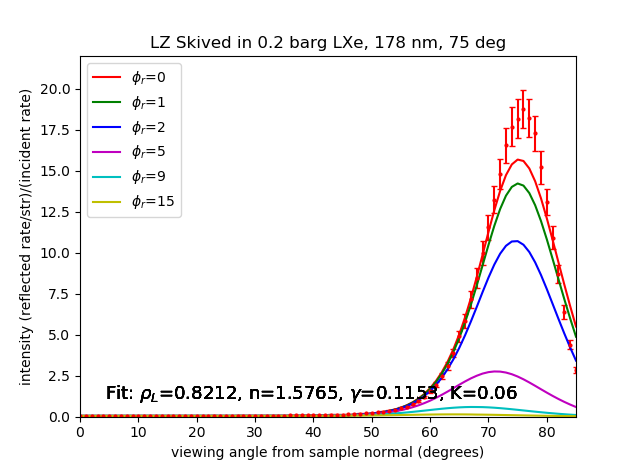 LZ Skived in 0.2 barg LXe, 178 nm, 75 deg
intensity (reflected rate/str)/(incident rate)
20.0
17.5
15.0
12.5
10.0
7.5
5.0
2.5
0.0
ϕr=0
ϕr=1
ϕr=2
ϕr=5
ϕr=9
ϕr=15
Fit: ρL=0.8212, n=1.5765, γ=0.1153, K=0.06
0 10 20 30 40 50 60 70 80
viewing angle from sample normal (degrees)